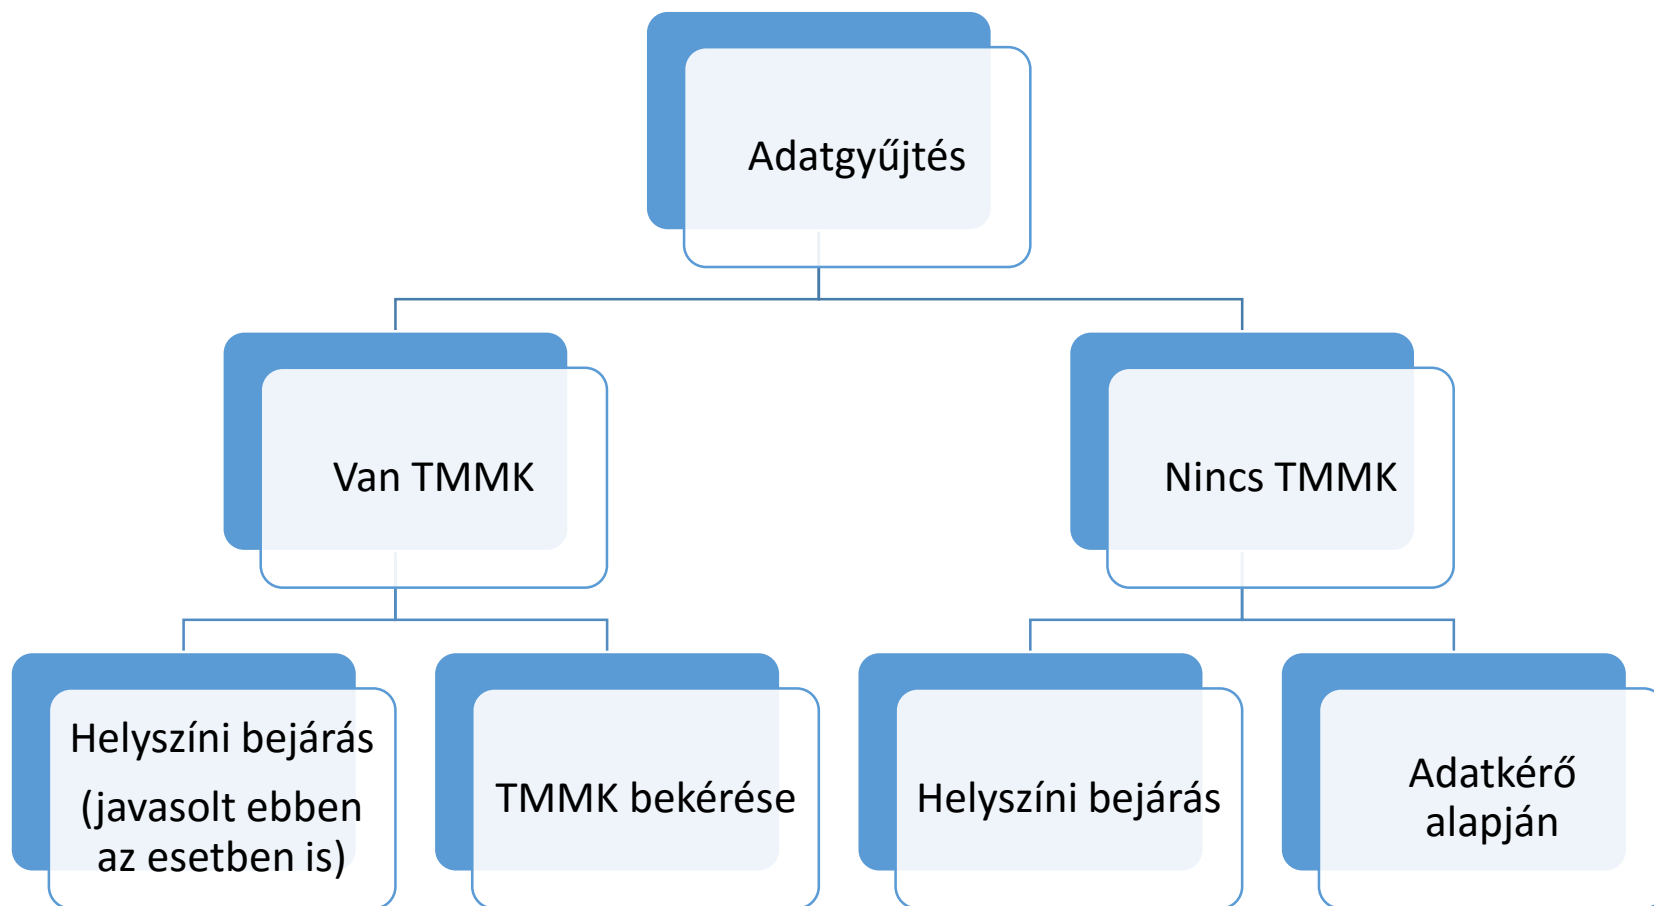 Adatgyűjtés
Van TMMK
Nincs TMMK
Helyszíni bejárás
(javasolt ebben
az esetben is)
TMMK bekérése
Helyszíni bejárás
Adatkérő
alapján